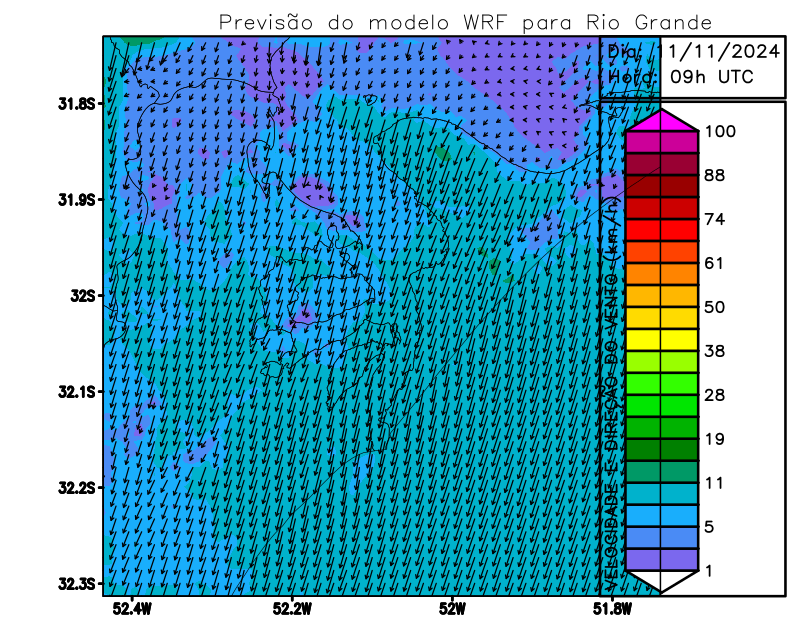 Previsão do modelo WRF para Rio Grande
Dia: 11/11/2024
Hora: 09h UTC
31.8S
31.9S
32S
32.1S
32.2S
32.3S
52.4W
52.2W
52W
51.8W
VELOCIDADE E DIREÇÃO DO VENTO (km/h)
100
88
74
61
50
38
28
19
11
5
1